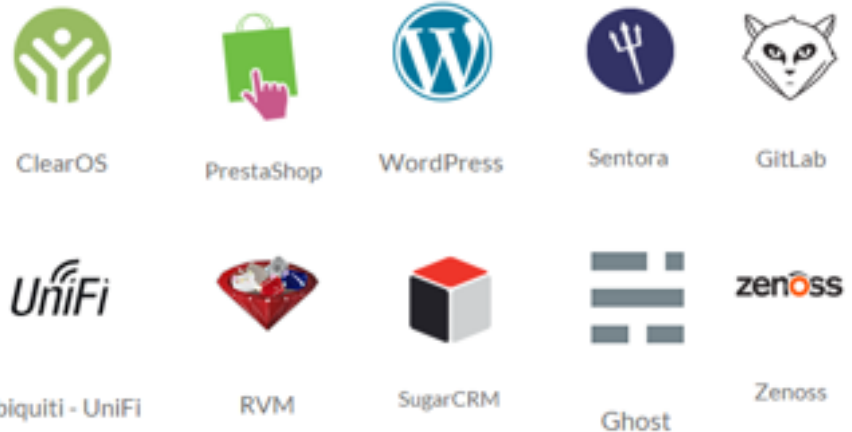 ClearOS
PrestaShop
WordPress
Sentora
GitLab
UniFi
zenoss
biquiti - UniFi
RVM
SugarCRM
Ghost
Zenoss